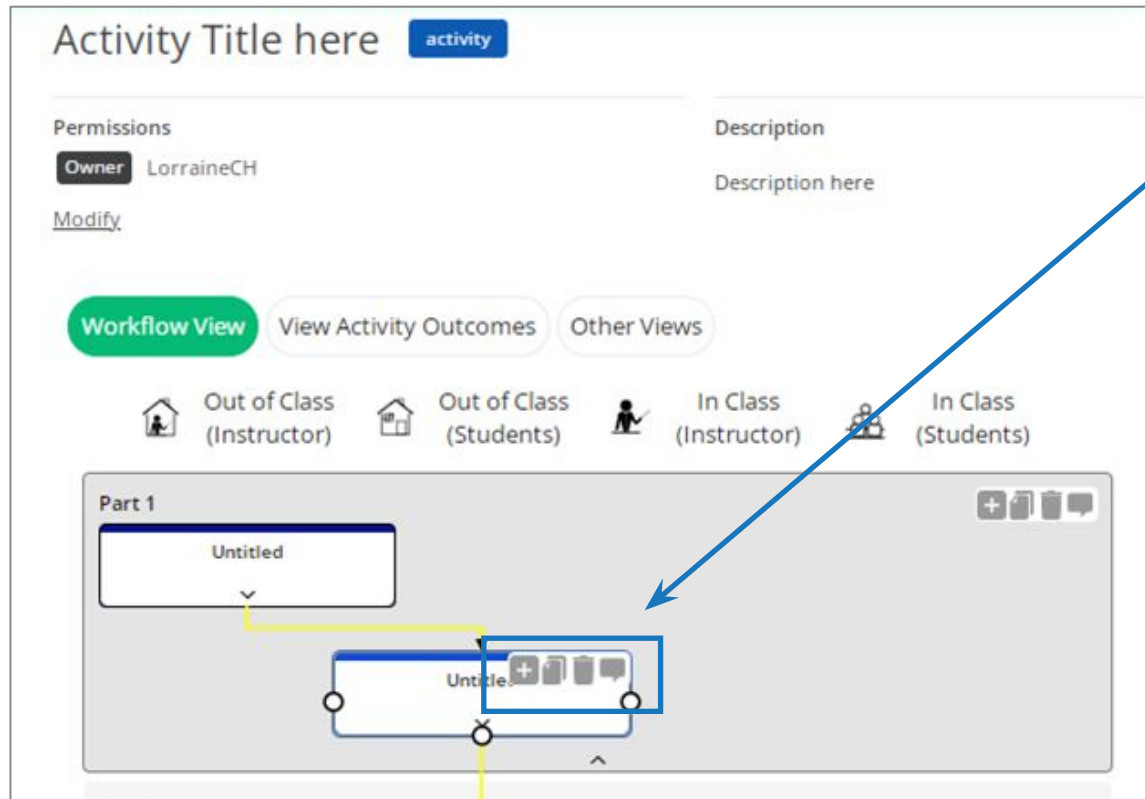 Activity Title here activity
Permissions
Owner LorraineCH
Modify
Description
Description here
Workflow View View Activity Outcomes Other Views
Out of Class
(Instructor)
Out of Class
(Students)
In Class
(Instructor)
In Class
(Students)
Part 1
Untitled
Untitle